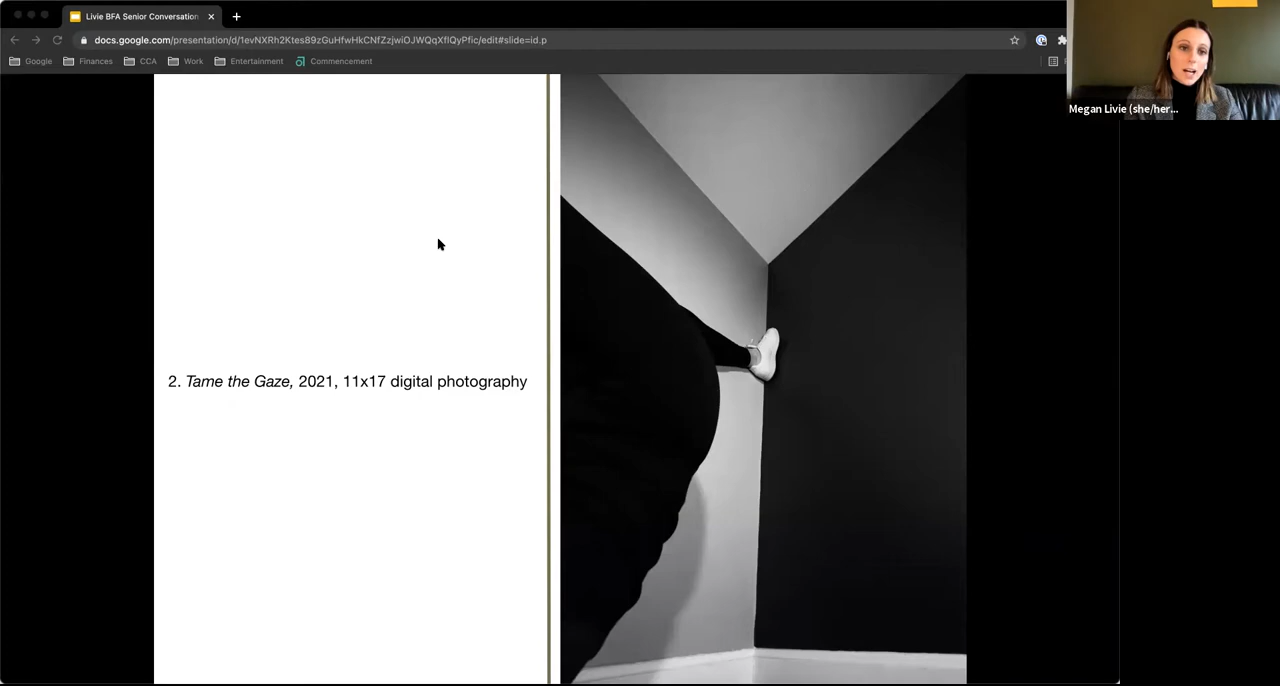 Livie BFA Senior Conversation
docs.google.com/presentation/d/1evNXRh2Ktes89zGuHfwHkCNfZzjwiOJWQqXflQyPfic/edit#slide=id.p
Google Finances CCA Work Entertainment Commencement
Megan Livie (she/her...
2. Tame the Gaze, 2021, 11x17 digital photography